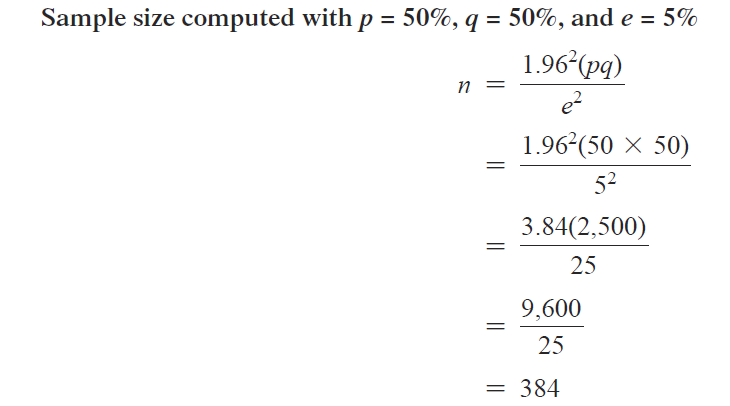 Sample size computed with p = 50%, q = 50%, and e = 5%
n = 1.96²(pq)
e²
= 1.96²(50 × 50)
5²
= 3.84(2,500)
25
= 9,600
25
= 384